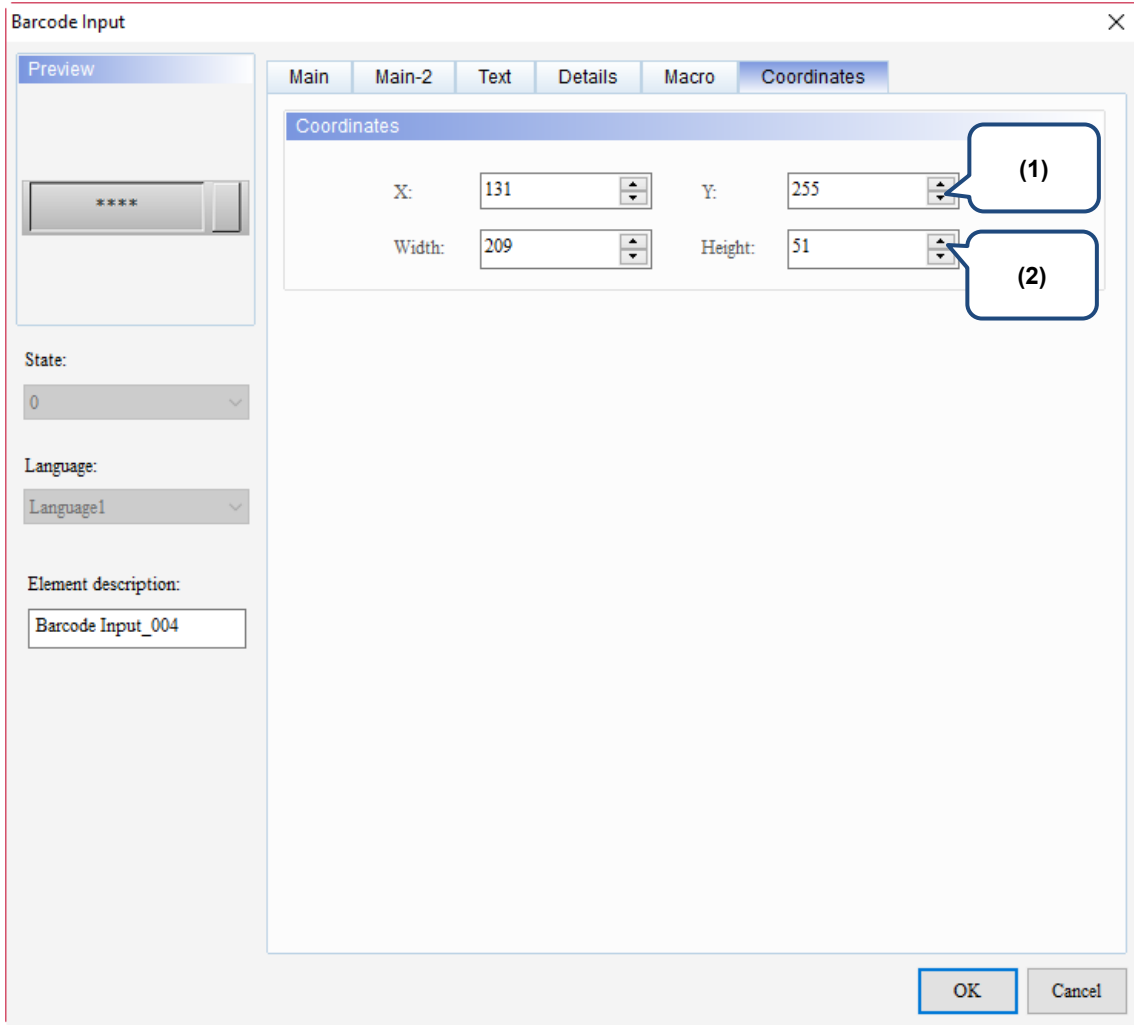 Barcode Input
Preview
****
State:
0
Language:
Language1
Element description:
Barcode Input_004
Main Main-2 Text Details Macro Coordinates
Coordinates
X: 131 Y: 255
(1)
Width: 209 Height: 51
(2)
OK Cancel